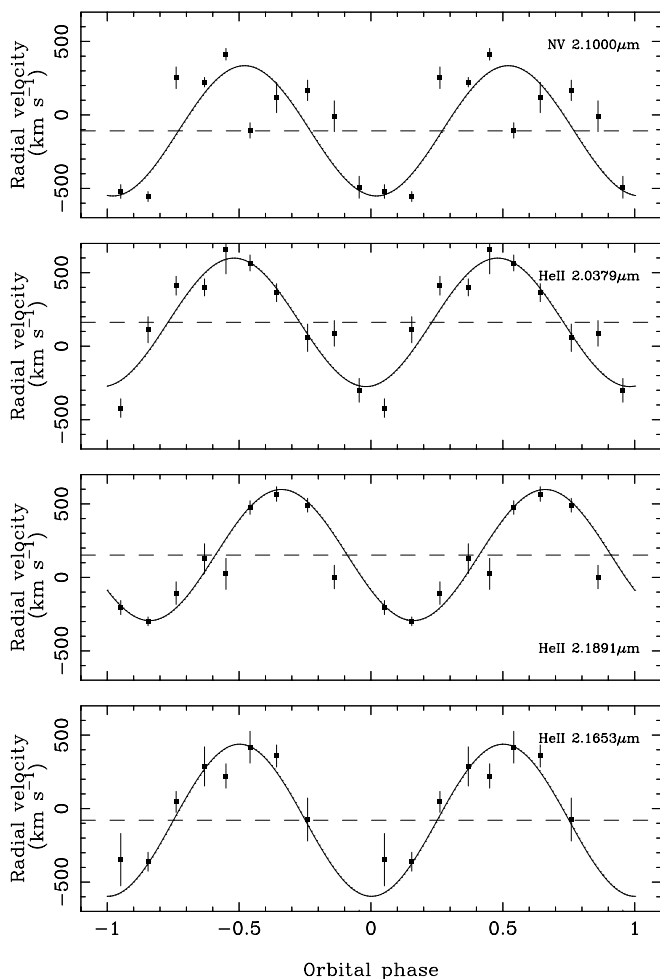 NV 2.1000μm
500
0
−500
Radial velocity
(km s⁻¹)
HeII 2.0379μm
500
0
−500
Radial velocity
(km s⁻¹)
500
0
−500
Radial velocity
(km s⁻¹)
HeII 2.1891μm
HeII 2.1653μm
500
0
−500
Radial velocity
(km s⁻¹)
−1 −0.5 0 0.5 1
Orbital phase